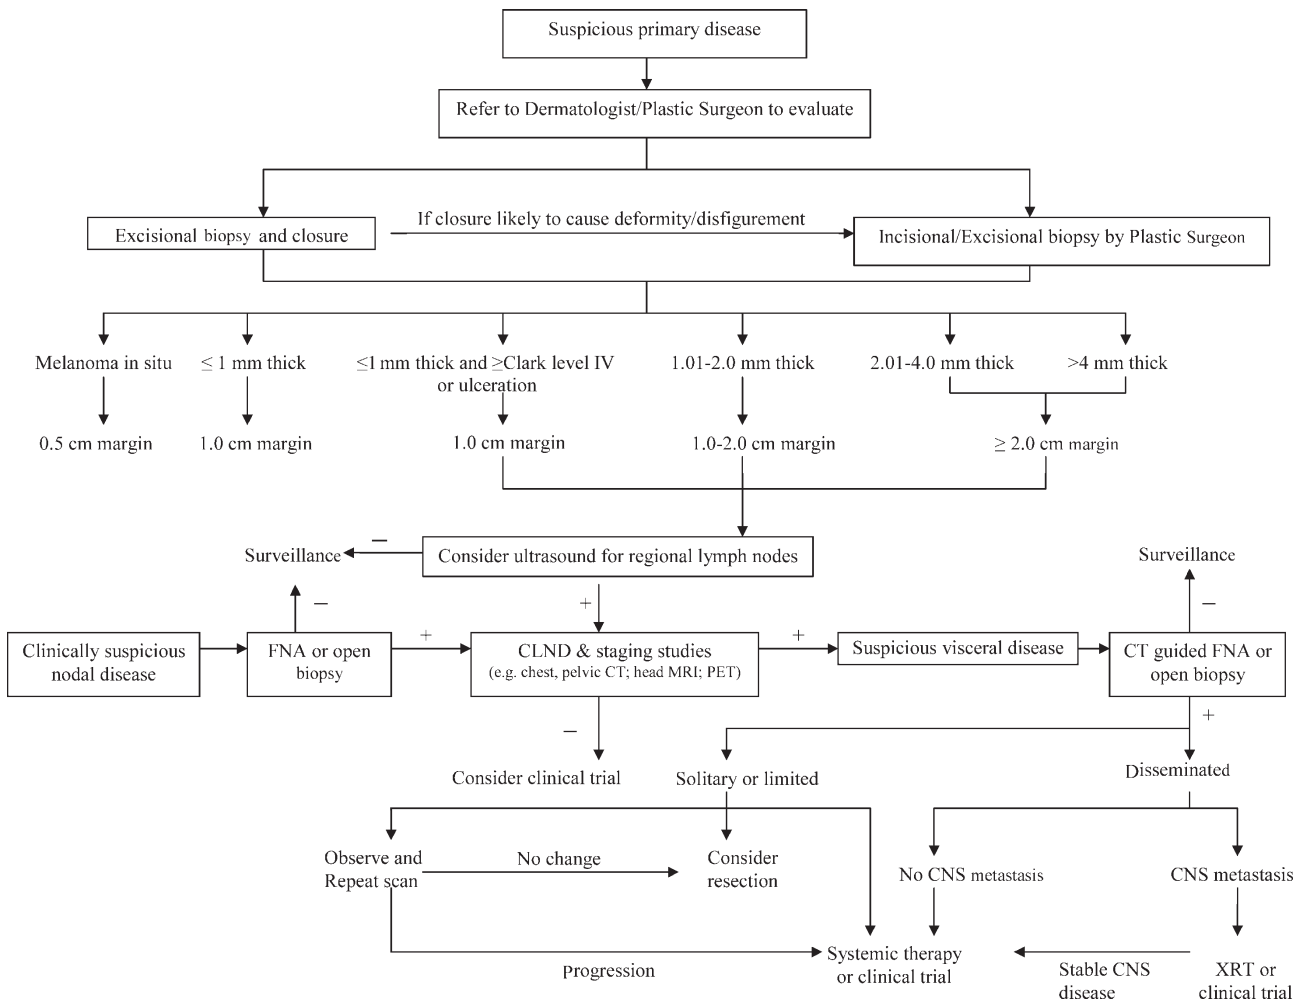 Suspicious primary disease
Refer to Dermatologist/Plastic Surgeon to evaluate
If closure likely to cause deformity/disfigurement
Excisional biopsy and closure
Incisional/Excisional biopsy by Plastic Surgeon
Melanoma in situ
≤ 1 mm thick
≤1 mm thick and ≥Clark level IV
or ulceration
1.01-2.0 mm thick
2.01-4.0 mm thick
>4 mm thick
0.5 cm margin
1.0 cm margin
1.0 cm margin
1.0-2.0 cm margin
≥ 2.0 cm margin
Surveillance
−
Consider ultrasound for regional lymph nodes
Surveillance
−
+
−
Clinically suspicious
nodal disease
FNA or open
biopsy
+
CLND & staging studies
(e.g. chest, pelvic CT; head MRI; PET)
+
Suspicious visceral disease
CT guided FNA or
open biopsy
−
+
Consider clinical trial
Solitary or limited
Disseminated
Observe and
Repeat scan
No change
Consider
resection
No CNS metastasis
CNS metastasis
Progression
Systemic therapy
or clinical trial
Stable CNS
disease
XRT or
clinical trial